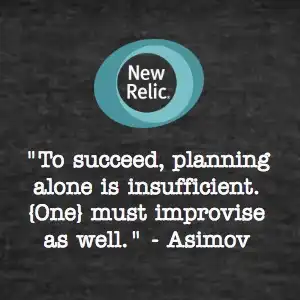 New
Relic.
"To succeed, planning
alone is insufficient.
{One} must improvise
as well." - Asimov